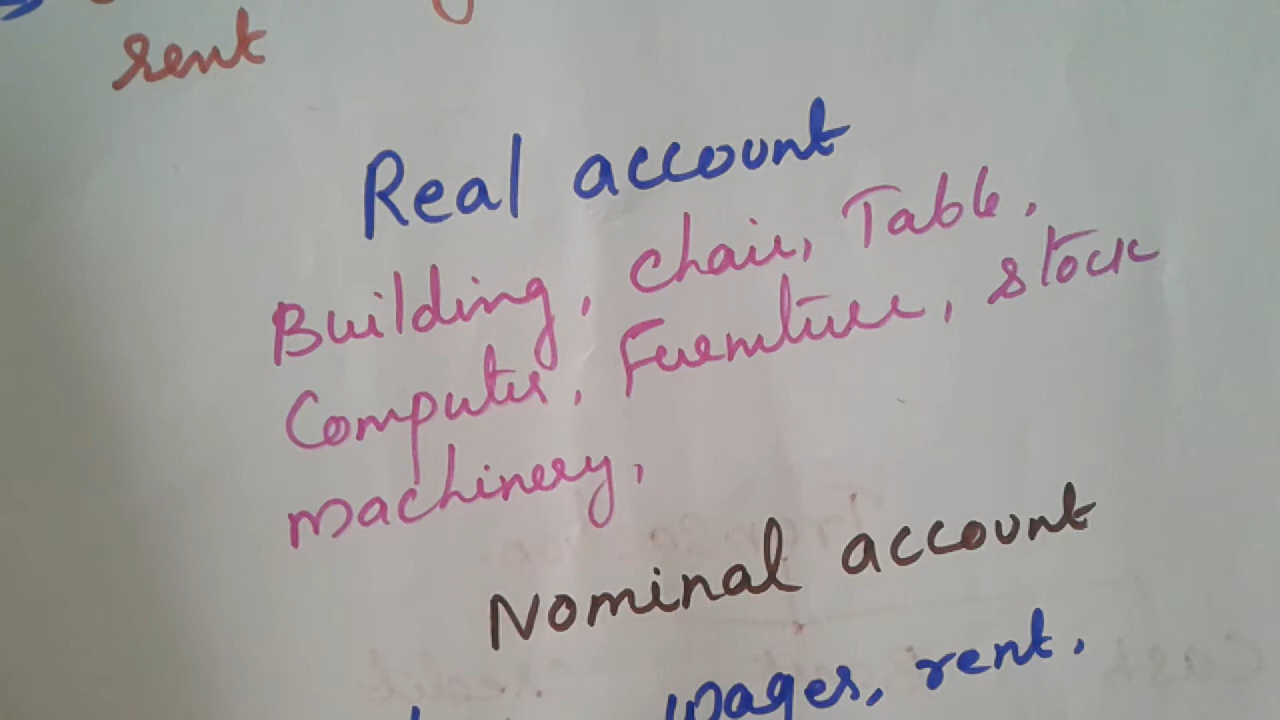 rent
Real account
Building, chair, Table,
Computer, Furniture, Stock
machinery,
Nominal account
wages, rent.